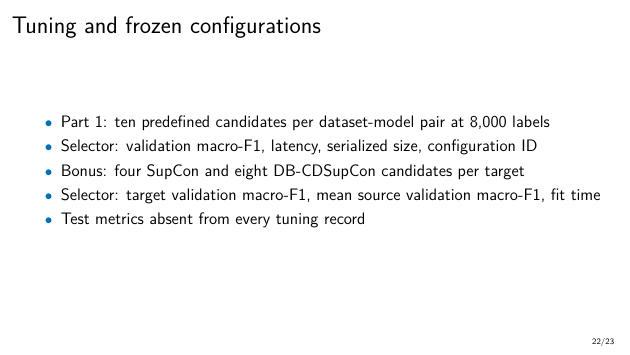 Tuning and frozen configurations
• Part 1: ten predefined candidates per dataset-model pair at 8,000 labels
• Selector: validation macro-F1, latency, serialized size, configuration ID
• Bonus: four SupCon and eight DB-CDSupCon candidates per target
• Selector: target validation macro-F1, mean source validation macro-F1, fit time
• Test metrics absent from every tuning record
22/23